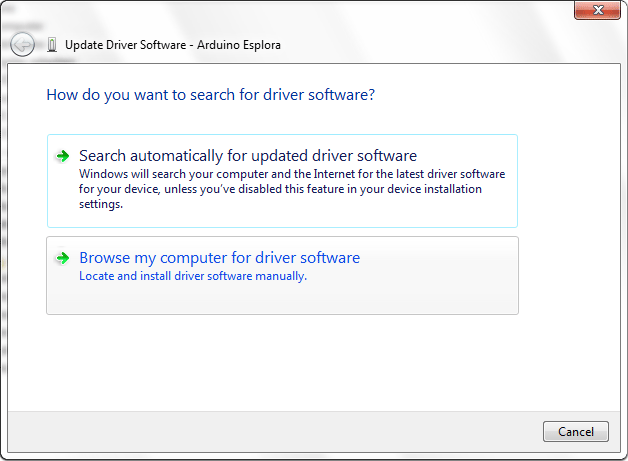 Update Driver Software - Arduino Esplora
How do you want to search for driver software?
Search automatically for updated driver software
Windows will search your computer and the Internet for the latest driver software
for your device, unless you've disabled this feature in your device installation
settings.
Browse my computer for driver software
Locate and install driver software manually.
Cancel